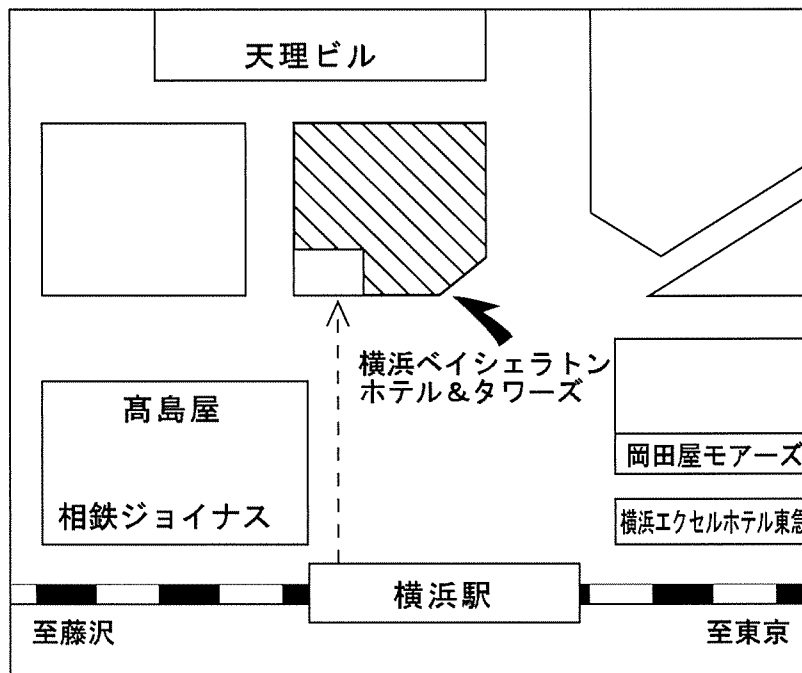 天理ビル
横浜ベイシェラトン
ホテル&タワーズ
髙島屋
相鉄ジョイナス
岡田屋モアーズ
横浜エクセルホテル東急
横浜駅
至藤沢
至東京